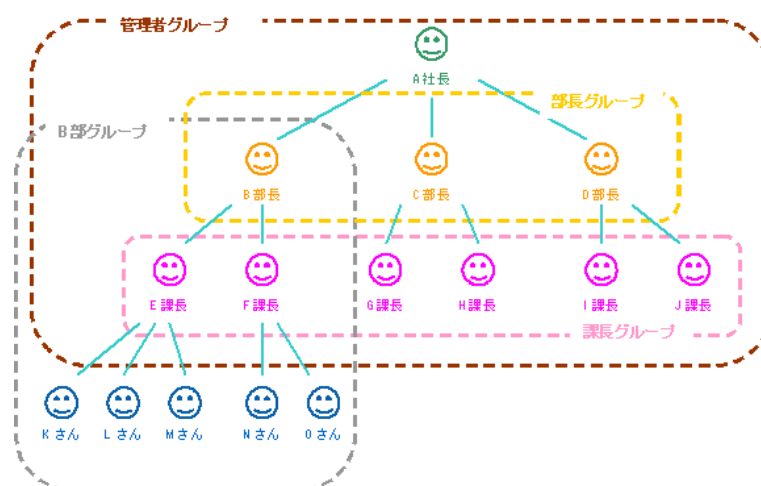 管理者グループ
A社長
部長グループ
B部グループ
B部長
C部長
D部長
E課長
F課長
G課長
H課長
I課長
J課長
課長グループ
Kさん
Lさん
Mさん
Nさん
Oさん